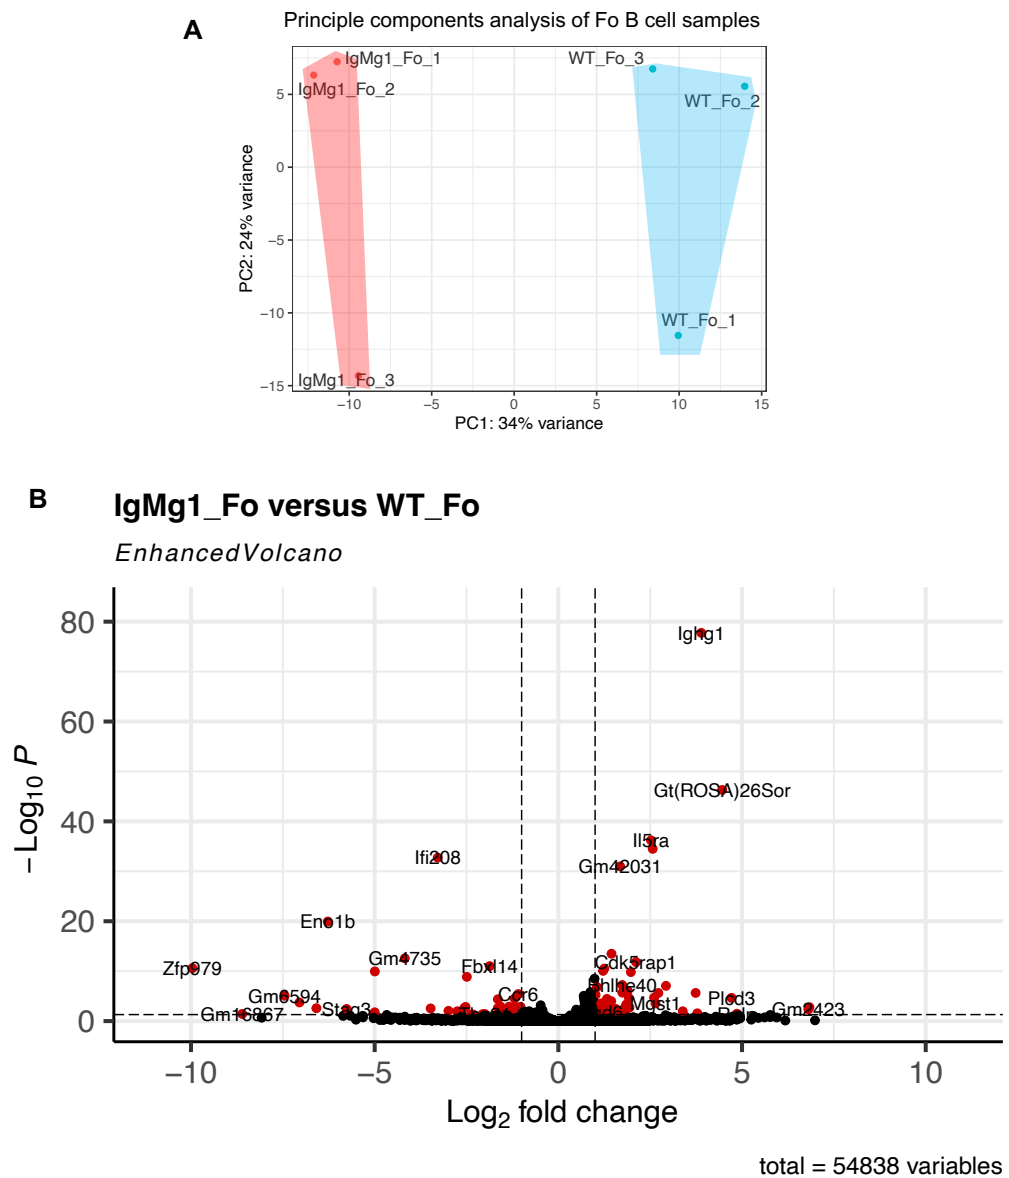 A
Principle components analysis of Fo B cell samples
IgMg1_Fo_1
IgMg1_Fo_2
IgMg1_Fo_3
WT_Fo_3
WT_Fo_2
WT_Fo_1
5
0
−5
−10
−15
PC2: 24% variance
−10
−5
0
5
10
15
PC1: 34% variance
B
IgMg1_Fo versus WT_Fo
EnhancedVolcano
80
60
40
20
0
−Log10 P
Ighg1
Gt(ROSA)26Sor
Il5ra
Gm42031
Ifi208
Eno1b
Zfp979
Gm4735
Fbxl14
Cdk5rap1
Bhlhe40
Ccr6
Mgst1
Plod3
Gm2423
Stag3
−10
−5
0
5
10
Log2 fold change
total = 54838 variables